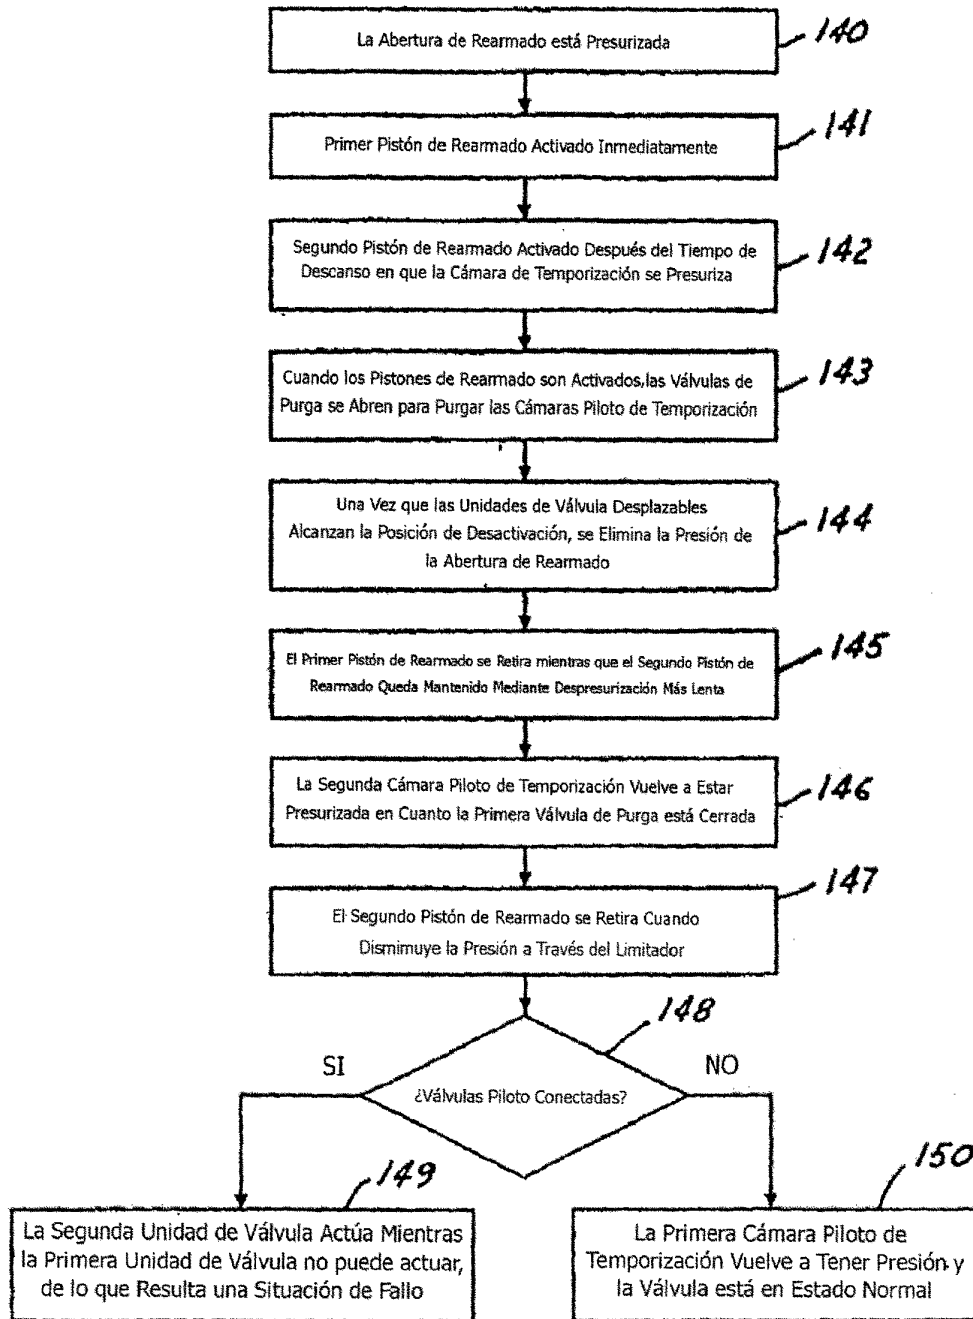 La Abertura de Rearmado está Presurizada
140
Primer Pistón de Rearmado Activado Inmediatamente
141
Segundo Pistón de Rearmado Activado Después del Tiempo de
Descanso en que la Cámara de Temporización se Presuriza
142
Cuando los Pistones de Rearmado son Activados,las Válvulas de
Purga se Abren para Purgar las Cámaras Piloto de Temporización
143
Una Vez que las Unidades de Válvula Desplazables
Alcanzan la Posición de Desactivación, se Elimina la Presión de
la Abertura de Rearmado
144
El Primer Pistón de Rearmado se Retira mientras que el Segundo Pistón de
Rearmado Queda Mantenido Mediante Despresurización Más Lenta
145
La Segunda Cámara Piloto de Temporización Vuelve a Estar
Presurizada en Cuanto la Primera Válvula de Purga está Cerrada
146
El Segundo Pistón de Rearmado se Retira Cuando
Dismimuye la Presión a Través del Limitador
147
148
SI
¿Válvulas Piloto Conectadas?
NO
149
La Segunda Unidad de Válvula Actúa Mientras
la Primera Unidad de Válvula no puede actuar,
de lo que Resulta una Situación de Fallo
150
La Primera Cámara Piloto de
Temporización Vuelve a Tener Presión y
la Válvula está en Estado Normal